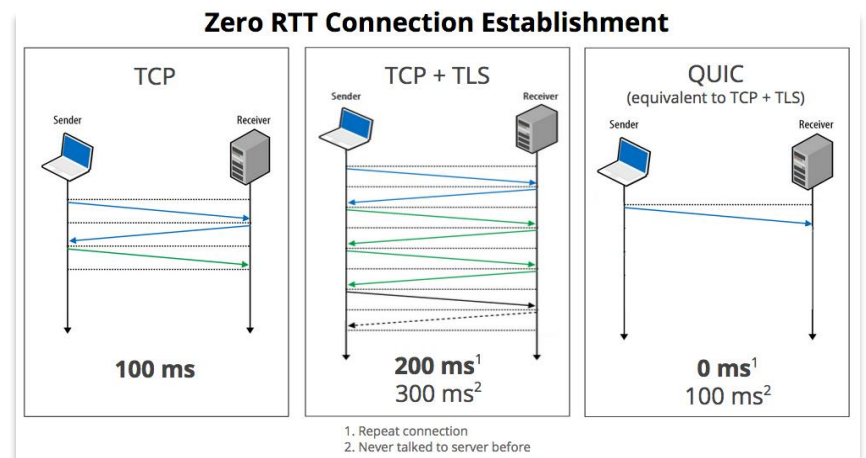 Zero RTT Connection Establishment
TCP
Sender
Receiver
100 ms
TCP + TLS
Sender
Receiver
200 ms¹
300 ms²
QUIC
(equivalent to TCP + TLS)
Sender
Receiver
0 ms¹
100 ms²
1. Repeat connection
2. Never talked to server before